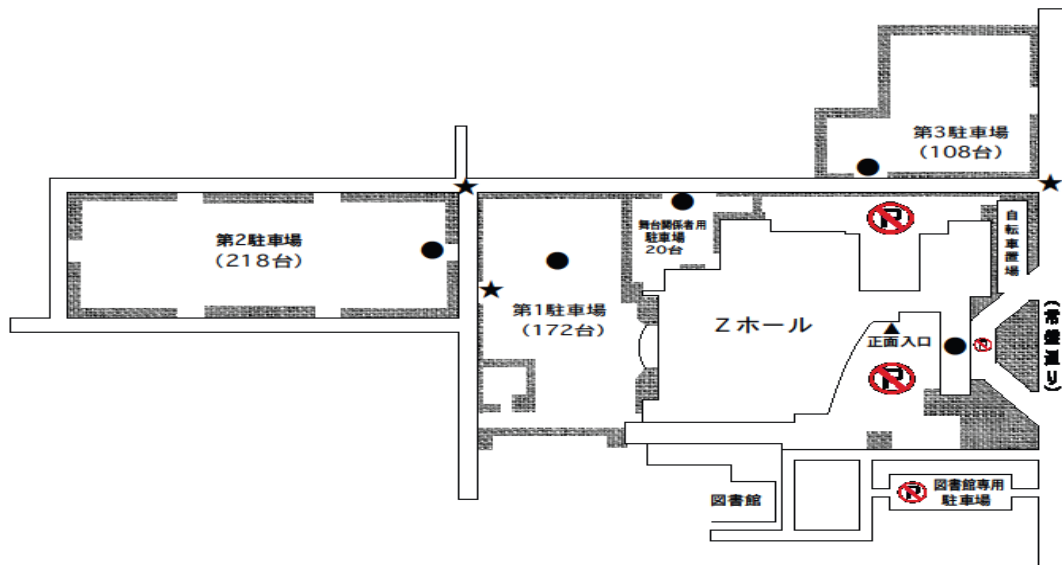 第3駐車場
(108台)
第2駐車場
(218台)
舞台関係者用
駐車場
20台
自転車置場
第1駐車場
(172台)
Zホール
正面入口
(常盤通り)
図書館
図書館専用
駐車場